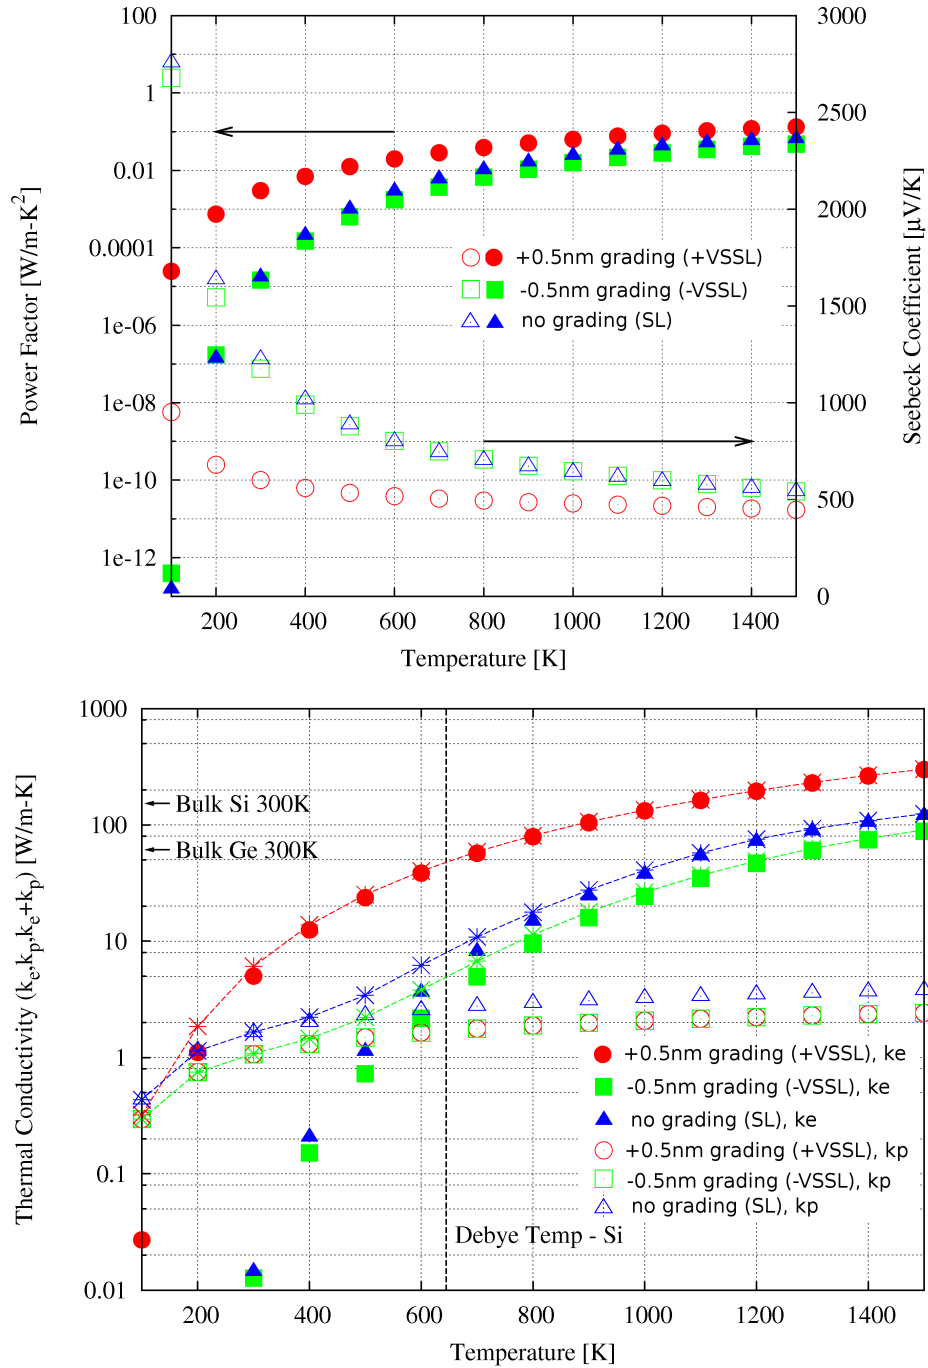 100
1
0.01
0.0001
1e-06
1e-08
1e-10
1e-12
Power Factor [W/m-K²]
3000
2500
2000
1500
1000
500
0
Seebeck Coefficient [μV/K]
+0.5nm grading (+VSSL)
-0.5nm grading (-VSSL)
no grading (SL)
200 400 600 800 1000 1200 1400
Temperature [K]
1000
100
10
1
0.1
0.01
Thermal Conductivity (kₑ,kₚ,kₑ+kₚ) [W/m-K]
Bulk Si 300K
Bulk Ge 300K
+0.5nm grading (+VSSL), ke
-0.5nm grading (-VSSL), ke
no grading (SL), ke
+0.5nm grading (+VSSL), kp
-0.5nm grading (-VSSL), kp
no grading (SL), kp
Debye Temp - Si
200 400 600 800 1000 1200 1400
Temperature [K]